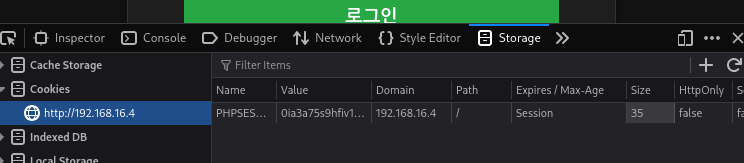 로그인
Inspector Console Debugger Network Style Editor Storage
Cache Storage
Filter Items
Cookies
Name Value Domain Path Expires / Max-Age Size HttpOnly
http://192.168.16.4
PHPSES... 0ia3a75s9hfiv1... 192.168.16.4 / Session 35 false
Indexed DB
Local Storage